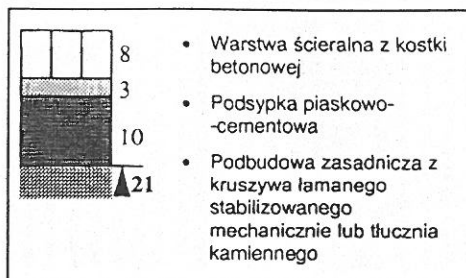 8
3
10
21
• Warstwa ścieralna z kostki
betonowej
• Podsypka piaskowo-
-cementowa
• Podbudowa zasadnicza z
kruszywa łamanego
stabilizowanego
mechanicznie lub tłucznia
kamiennego